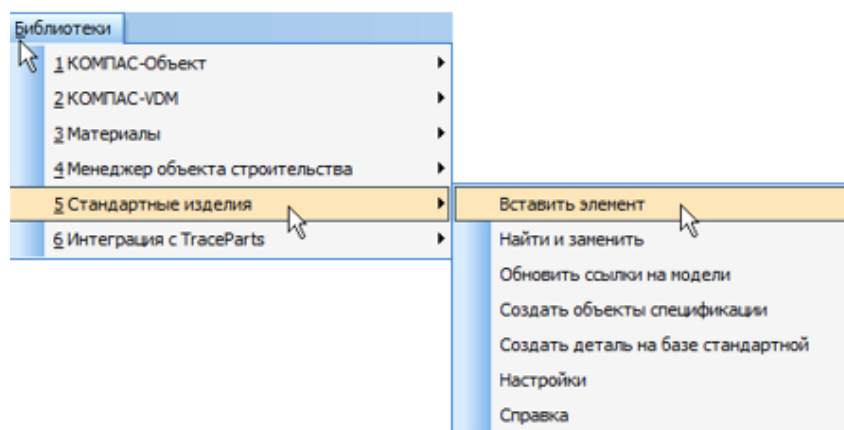 Библиотеки
1 КОМПАС-Объект
2 КОМПАС-VDM
3 Материалы
4 Менеджер объекта строительства
5 Стандартные изделия
6 Интеграция с TraceParts
Вставить элемент
Найти и заменить
Обновить ссылки на модели
Создать объекты спецификации
Создать деталь на базе стандартной
Настройки
Справка